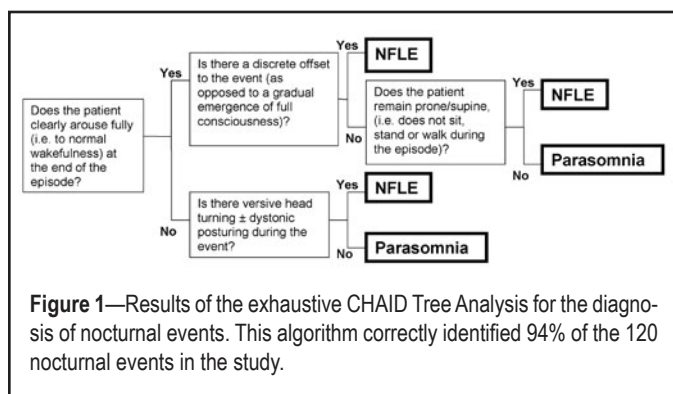 Does the patient
clearly arouse fully
(i.e. to normal
wakefulness) at
the end of the
episode?
Yes
Is there a discrete offset
to the event (as
opposed to a gradual
emergence of full
consciousness)?
Yes
NFLE
No
Does the patient
remain prone/supine,
(i.e. does not sit,
stand or walk during
the episode)?
Yes
NFLE
No
Parasomnia
No
Is there versive head
turning ± dystonic
posturing during the
event?
Yes
NFLE
No
Parasomnia
Figure 1—Results of the exhaustive CHAID Tree Analysis for the diagno-
sis of nocturnal events. This algorithm correctly identified 94% of the 120
nocturnal events in the study.